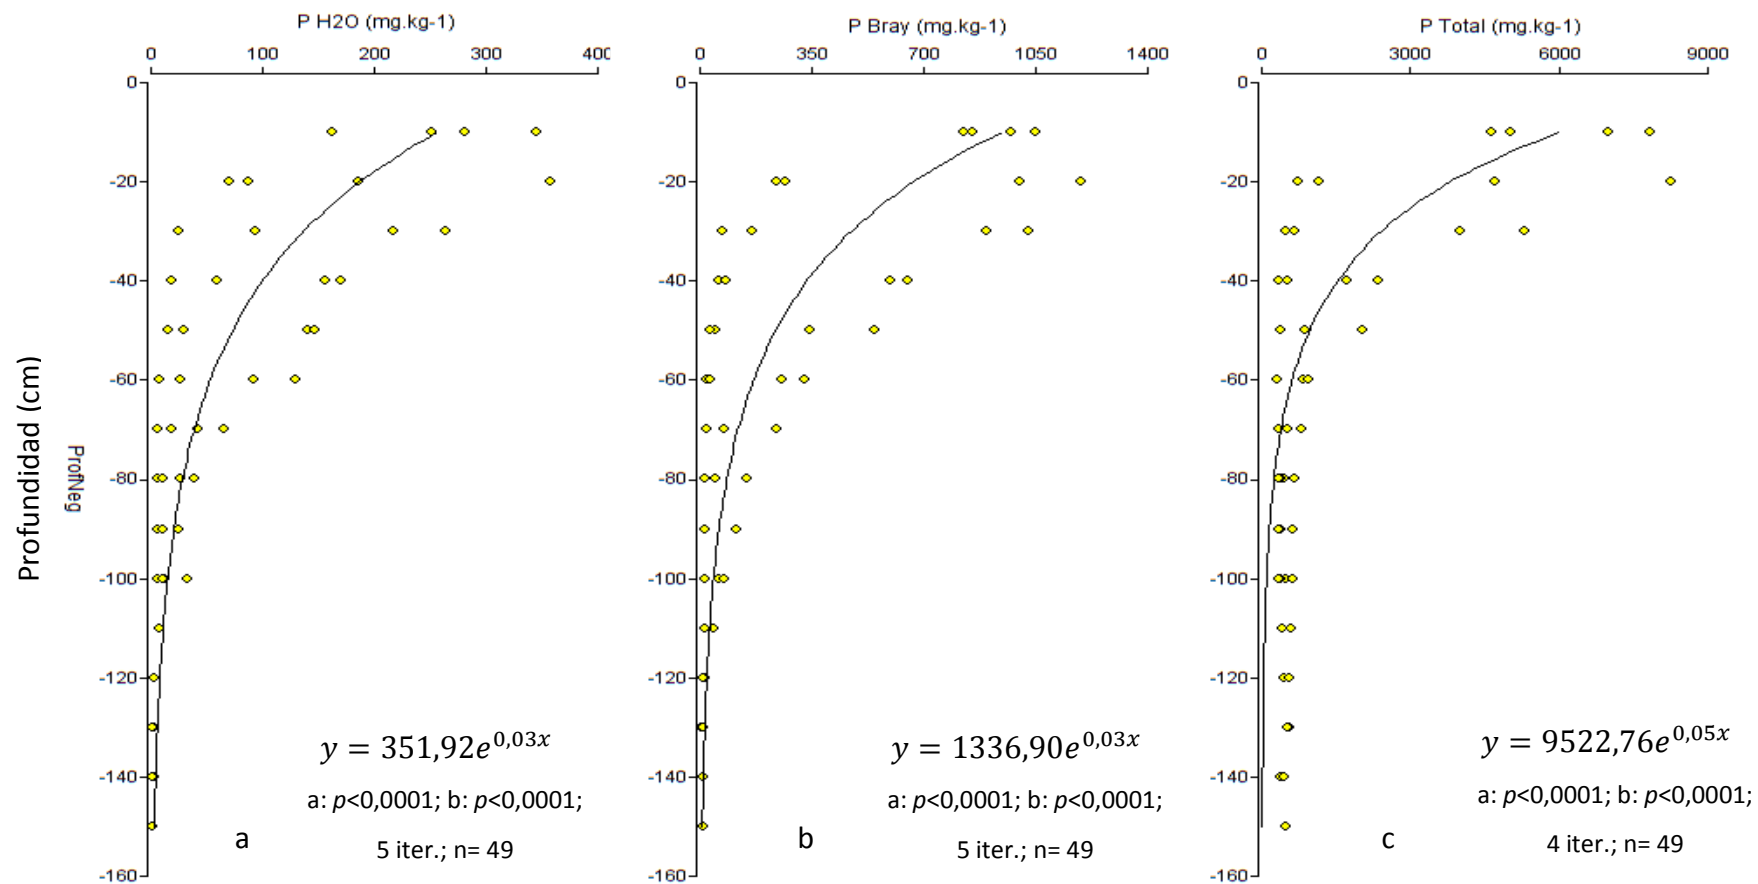 P H2O (mg.kg-1)
0 100 200 300 400
0
-20
-40
-60
-80
-100
-120
-140
-160
Profundidad (cm)
ProfNeg
y = 351,92e^0,03x
a: p<0,0001; b: p<0,0001;
5 iter.; n= 49
a
P Bray (mg.kg-1)
0 350 700 1050 1400
0
-20
-40
-60
-80
-100
-120
-140
-160
y = 1336,90e^0,03x
a: p<0,0001; b: p<0,0001;
5 iter.; n= 49
b
P Total (mg.kg-1)
0 3000 6000 9000
0
-20
-40
-60
-80
-100
-120
-140
-160
y = 9522,76e^0,05x
a: p<0,0001; b: p<0,0001;
4 iter.; n= 49
c